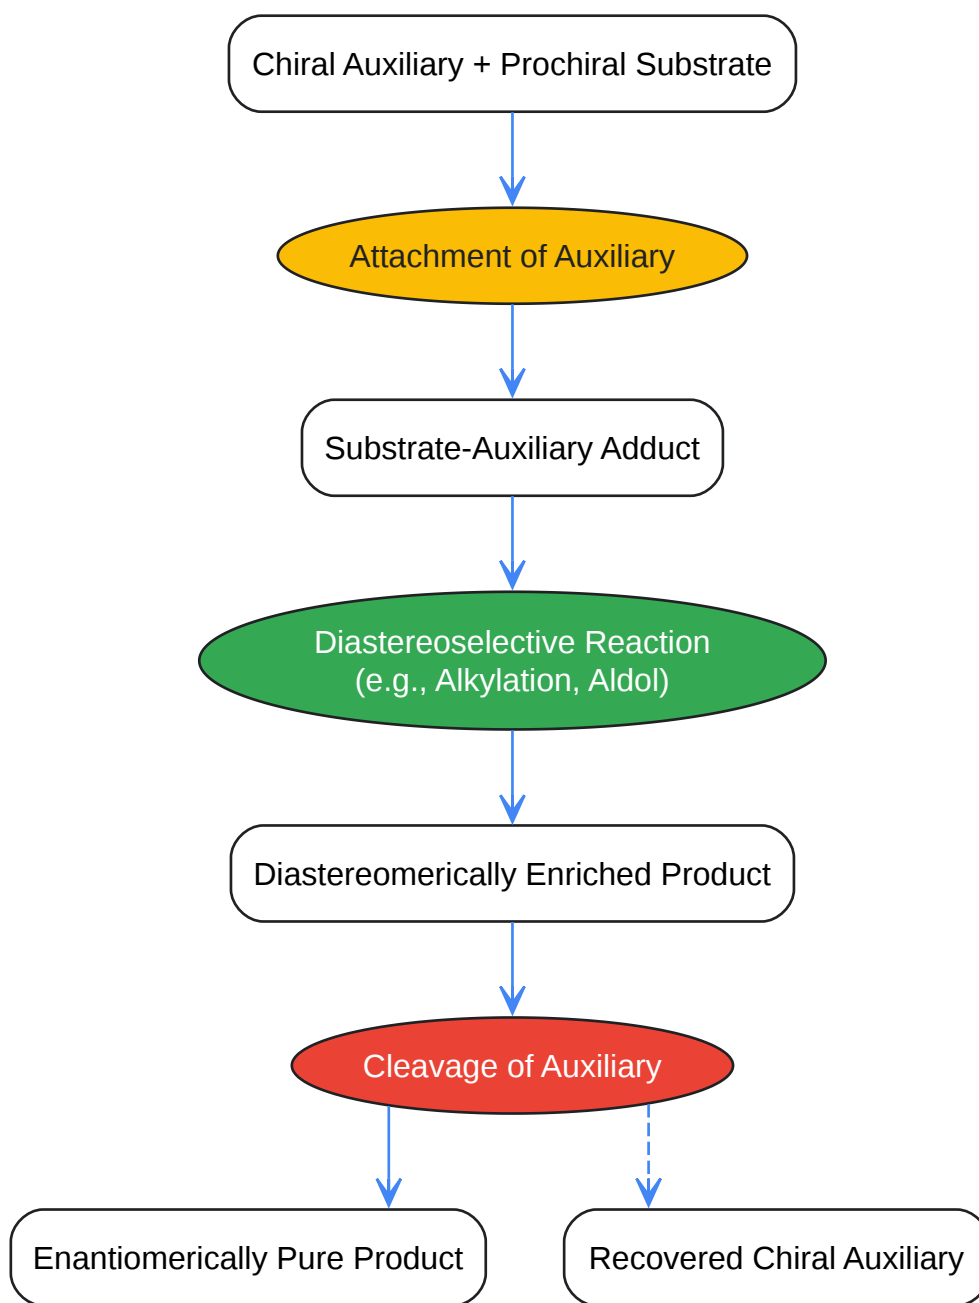 Chiral Auxiliary + Prochiral Substrate
Attachment of Auxiliary
Substrate-Auxiliary Adduct
Diastereoselective Reaction
(e.g., Alkylation, Aldol)
Diastereomerically Enriched Product
Cleavage of Auxiliary
Enantiomerically Pure Product
Recovered Chiral Auxiliary